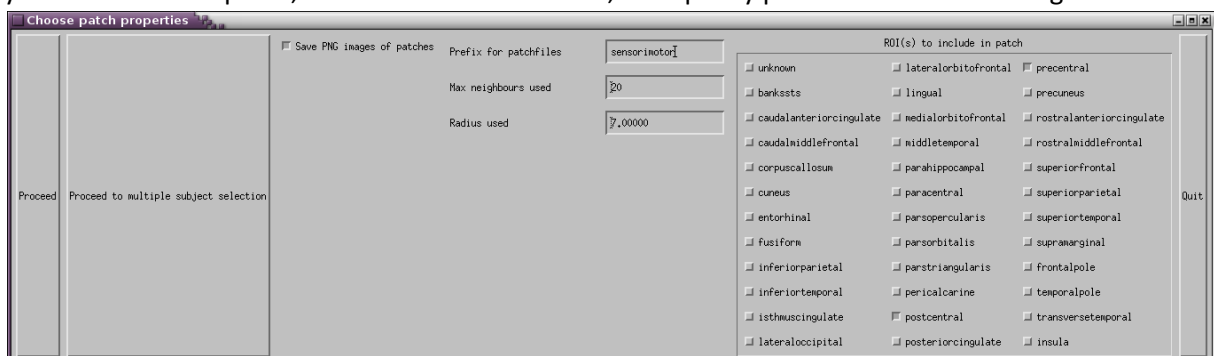 Choose patch properties
Save PNG images of patches
Prefix for patchfiles sensorimotor
Max neighbours used 20
Radius used 7.00000
Proceed
Proceed to multiple subject selection
ROI(s) to include in patch
unknown lateralorbitofrontal precentral
bankssts lingual precuneus
caudalanteriorcingulate medialorbitofrontal rostralanteriorcingulate
caudalmiddlefrontal middletemporal rostralmiddlefrontal
corpuscallosum parahippocampal superiorfrontal
cuneus paracentral superiorparietal
entorhinal parsopercularis superiortemporal
fusiform parsorbitalis supramarginal
inferiorparietal parstriangularis frontalpole
inferiortemporal pericalcarine temporalpole
isthmuscingulate postcentral transversetemporal
lateraloccipital posteriorcingulate insula
Quit